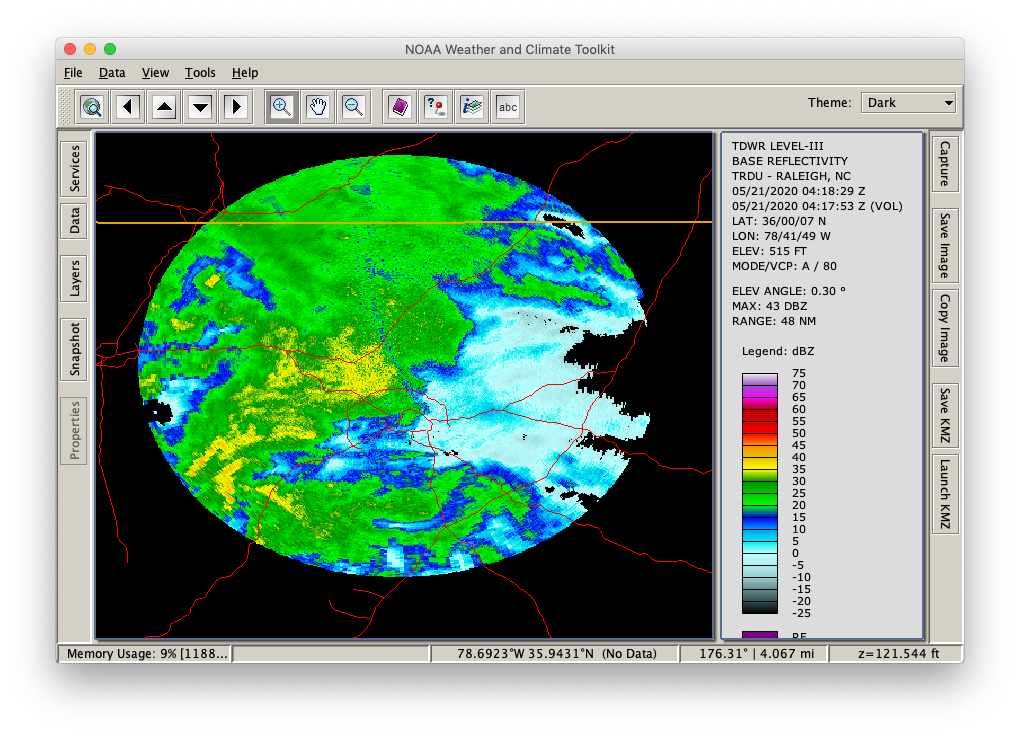 NOAA Weather and Climate Toolkit
File Data View Tools Help
abc
Theme: Dark
Services
Data
Layers
Snapshot
Properties
TDWR LEVEL-III
BASE REFLECTIVITY
TRDU - RALEIGH, NC
05/21/2020 04:18:29 Z
05/21/2020 04:17:53 Z (VOL)
LAT: 36/00/07 N
LON: 78/41/49 W
ELEV: 515 FT
MODE/VCP: A / 80
ELEV ANGLE: 0.30 °
MAX: 43 DBZ
RANGE: 48 NM
Legend: dBZ
75
70
65
60
55
50
45
40
35
30
25
20
15
10
5
0
-5
-10
-15
-20
-25
RF
Capture
Save Image
Copy Image
Save KMZ
Launch KMZ
Memory Usage: 9% [1188...
78.6923°W 35.9431°N (No Data)
176.31° | 4.067 mi
z=121.544 ft